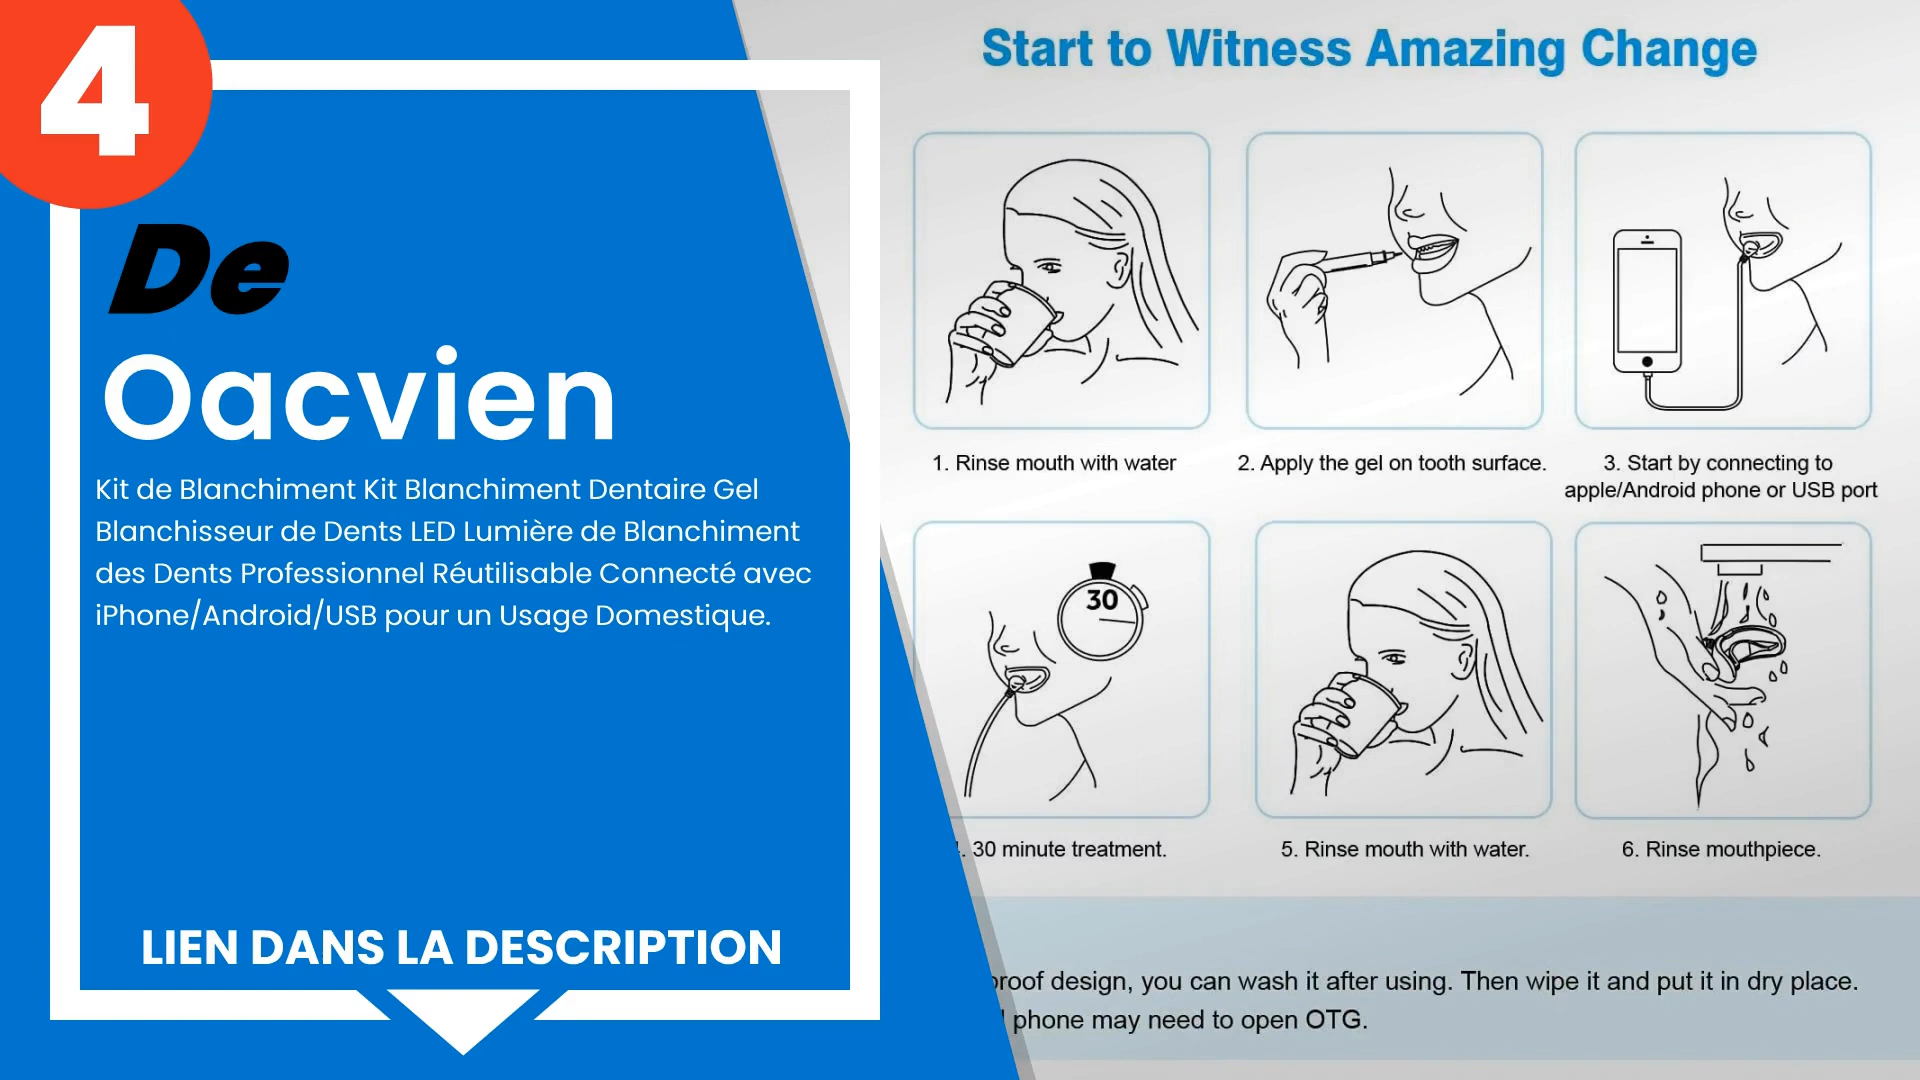 4
De
Oacvien
Kit de Blanchiment Kit Blanchiment Dentaire Gel
Blanchisseur de Dents LED Lumière de Blanchiment
des Dents Professionnel Réutilisable Connecté avec
iPhone/Android/USB pour un Usage Domestique.
LIEN DANS LA DESCRIPTION
Start to Witness Amazing Change
1. Rinse mouth with water
2. Apply the gel on tooth surface.
3. Start by connecting to
apple/Android phone or USB port
30
. 30 minute treatment.
5. Rinse mouth with water.
6. Rinse mouthpiece.
proof design, you can wash it after using. Then wipe it and put it in dry place.
phone may need to open OTG.